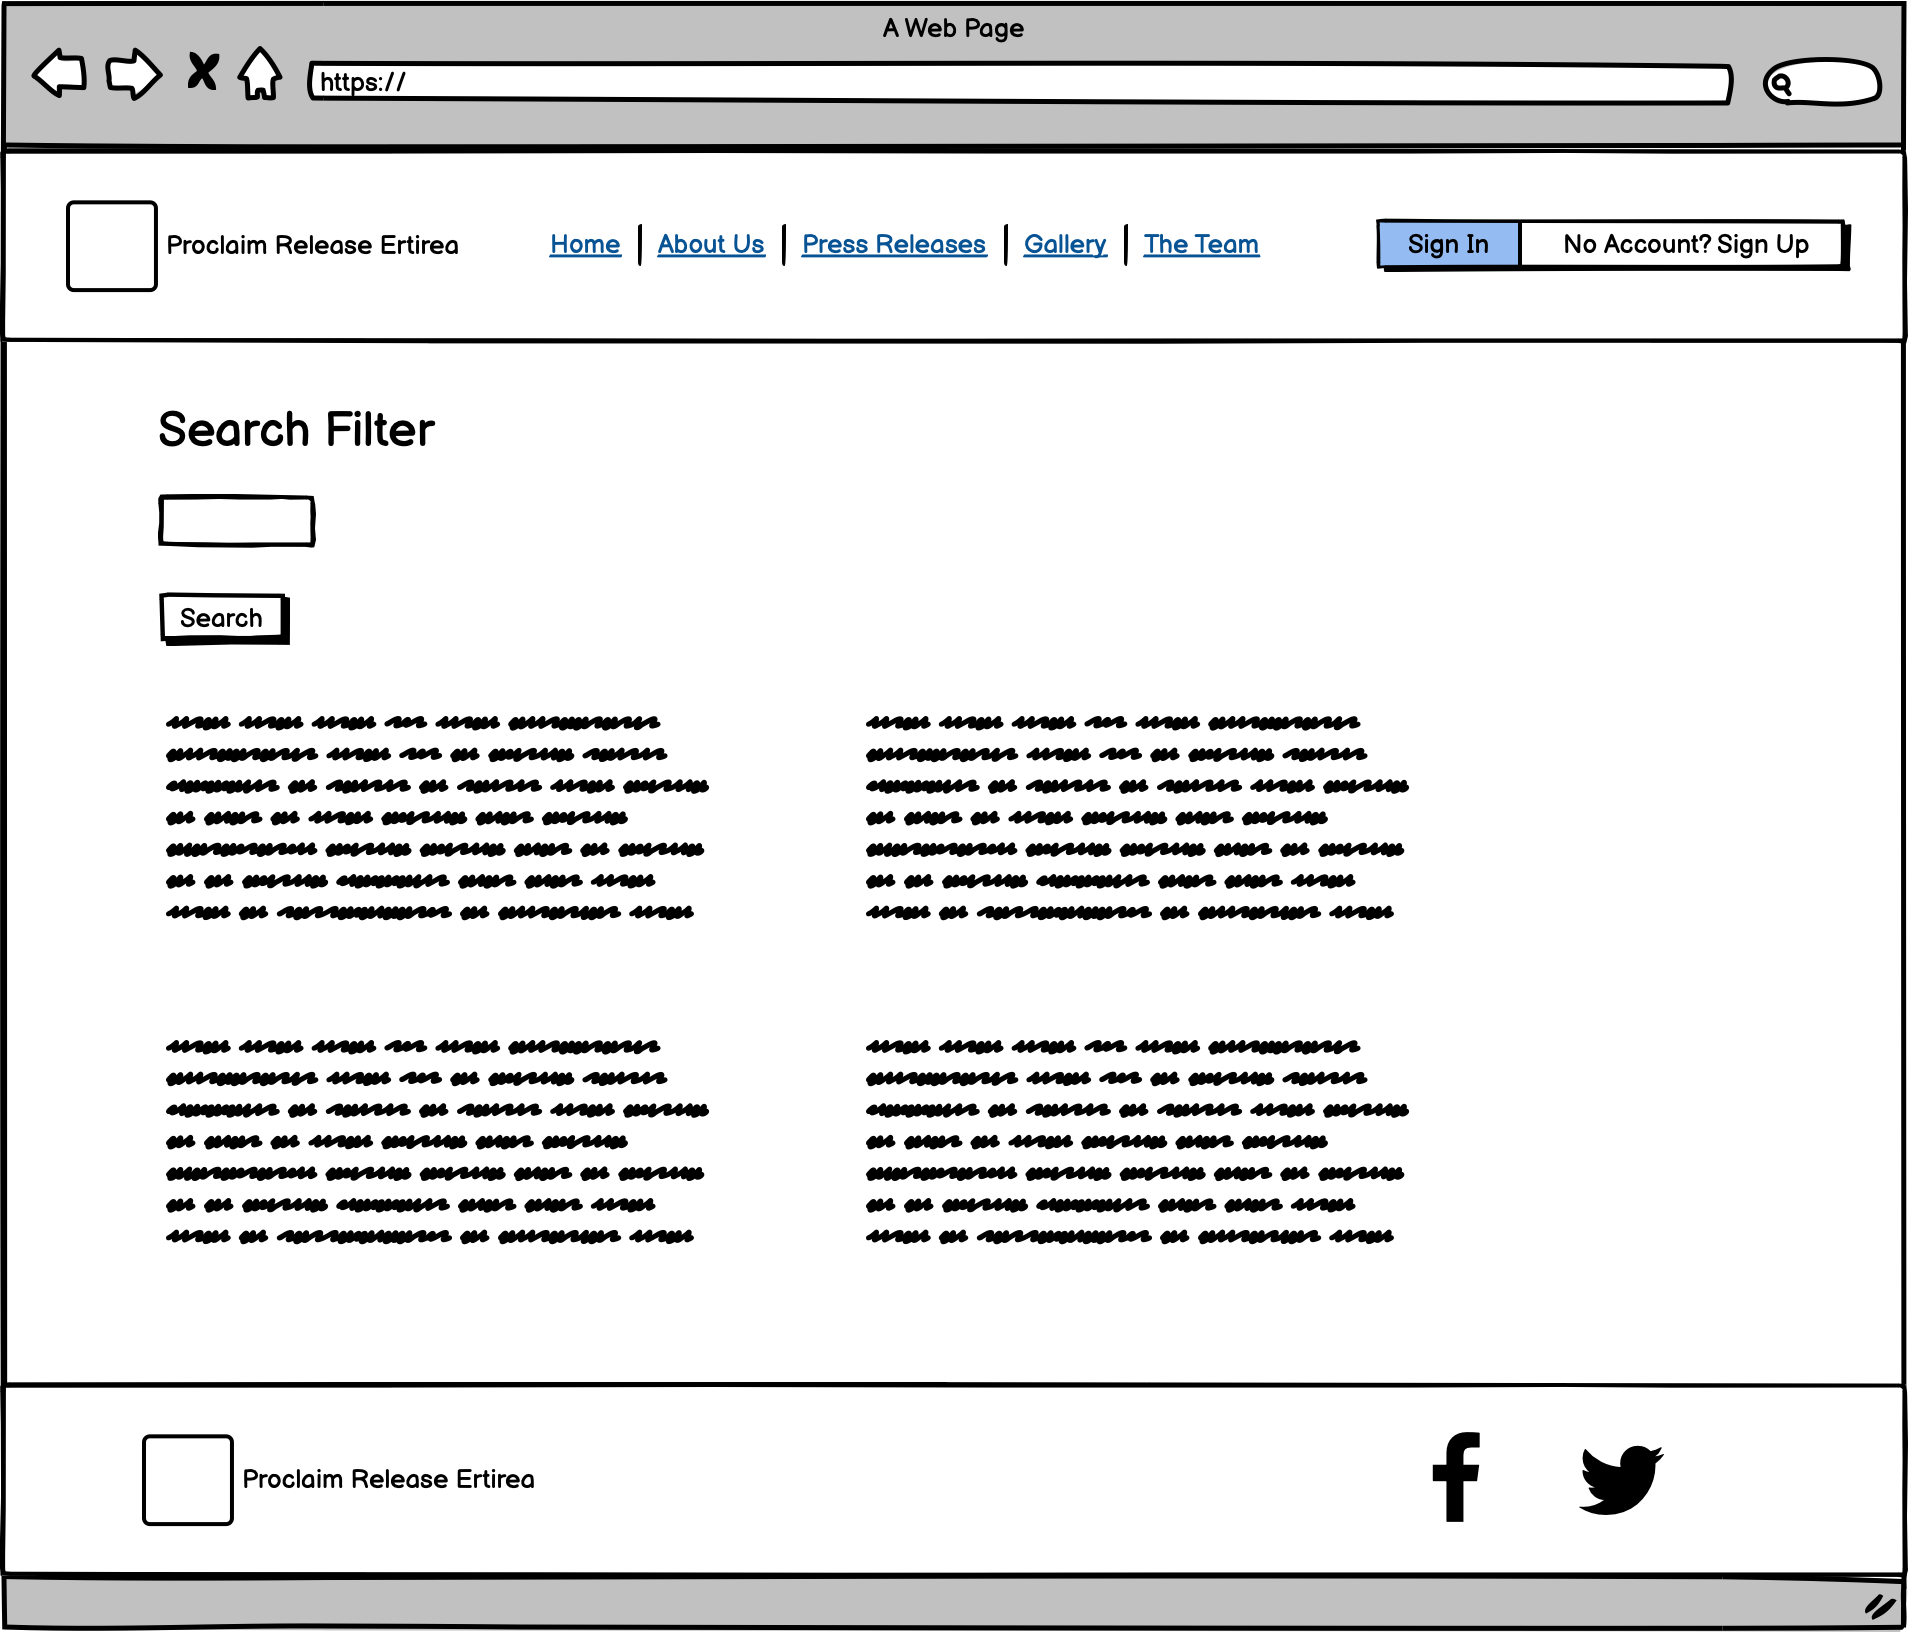 A Web Page
https://
Proclaim Release Ertirea
Home
About Us
Press Releases
Gallery
The Team
Sign In
No Account? Sign Up
Search Filter
Search
Proclaim Release Ertirea